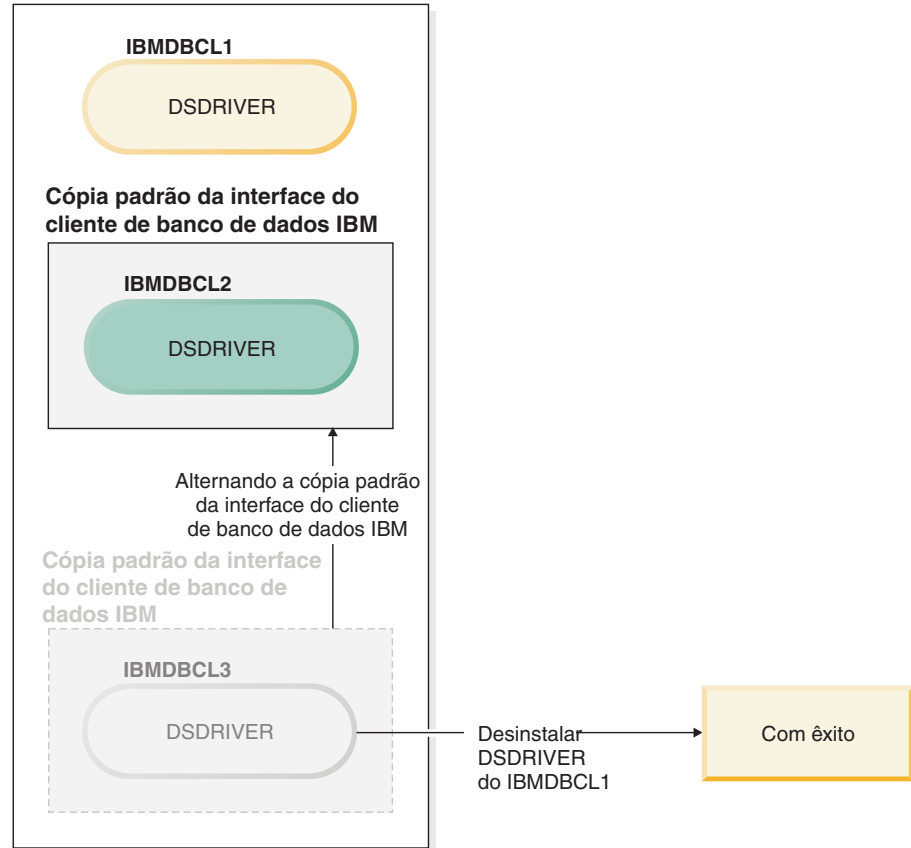 IBMDBCL1
DSDRIVER
Cópia padrão da interface do
cliente de banco de dados IBM
IBMDBCL2
DSDRIVER
Alternando a cópia padrão
da interface do cliente
de banco de dados IBM
Cópia padrão da interface
do cliente de banco de
dados IBM
IBMDBCL3
DSDRIVER
Desinstalar
DSDRIVER
do IBMDBCL1
Com êxito